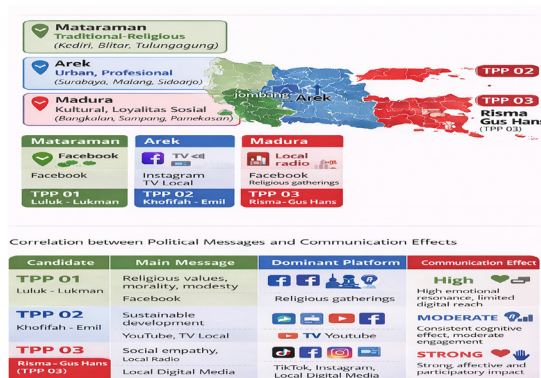 Mataraman
Traditional-Religious
(Kediri, Blitar, Tulungagung)
Arek
Urban, Profesional
(Surabaya, Malang, Sidoarjo)
Madura
Kultural, Loyalitas Sosial
(Bangkalan, Sampang, Pamekasan)
jombang
Arek
TPP 02
TPP 03
Risma
Gus Hans
(TPP 03)
Mataraman
Facebook
Facebook
TPP 01
Luluk - Lukman
Arek
TV
Instagram
TV Local
TPP 02
Khofifah - Emil
Madura
Local
radio
Facebook
Religious gatherings
TPP 03
Risma-Gus Hans
Correlation between Political Messages and Communication Effects
Candidate Main Message Dominant Platform Communication Effect
TPP 01
Luluk - Lukman
Religious values,
morality, modesty
Facebook
Religious gatherings
High
High emotional
resonance, limited
digital reach
TPP 02
Khofifah - Emil
Sustainable
development
YouTube, TV Local
TV Youtube
MODERATE
Consistent cognitive
effect, moderate
engagement
TPP 03
Risma - Gus Hans
(TPP 03)
Social empathy,
Local Radio
Local Digital Media
TikTok, Instagram,
Local Digital Media
STRONG
Strong, affective and
participatory impact